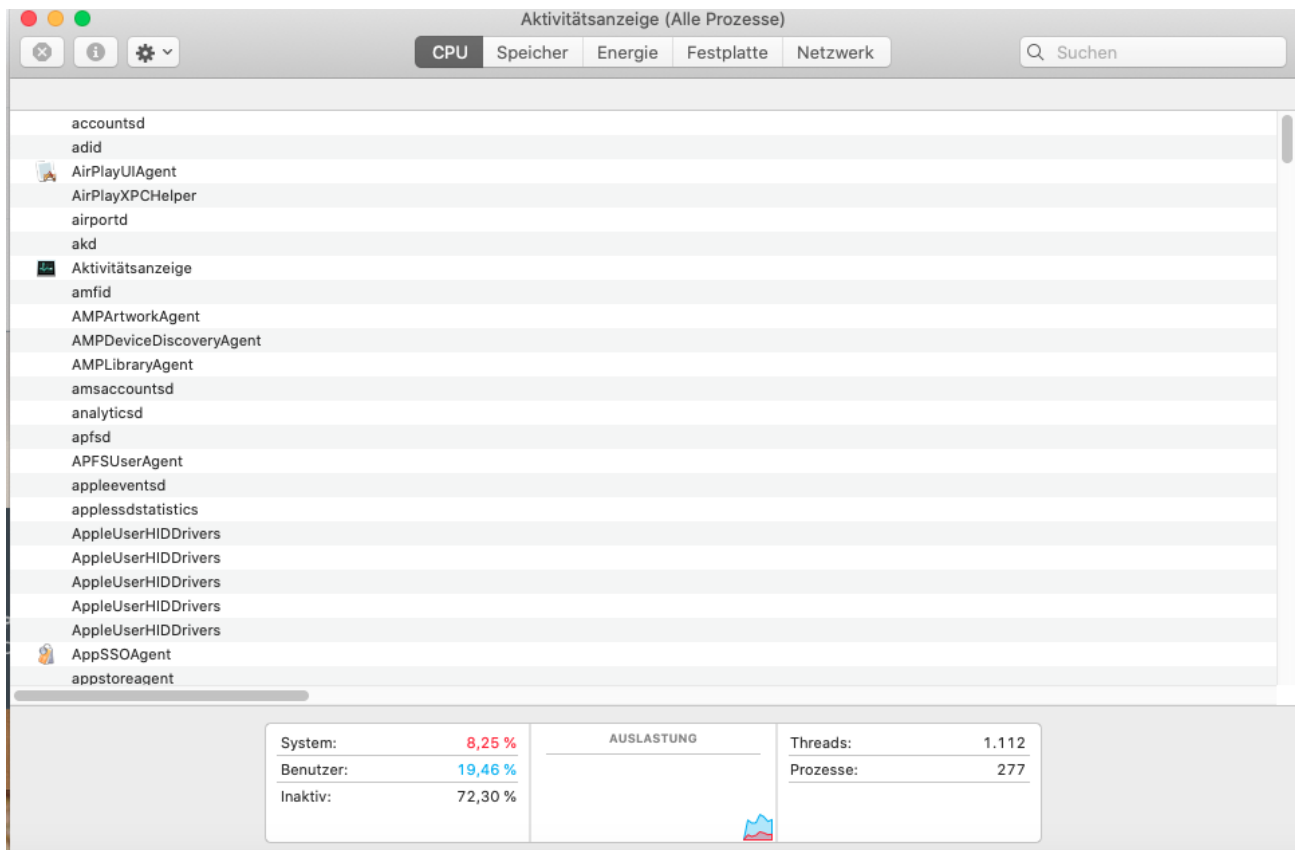 Aktivitätsanzeige (Alle Prozesse)
CPU Speicher Energie Festplatte Netzwerk Suchen
accountsd
adid
AirPlayUIAgent
AirPlayXPCHelper
airportd
akd
Aktivitätsanzeige
amfid
AMPArtworkAgent
AMPDeviceDiscoveryAgent
AMPLibraryAgent
amsaccountsd
analyticsd
apfsd
APFSUserAgent
appleeventsd
applessdstatistics
AppleUserHIDDrivers
AppleUserHIDDrivers
AppleUserHIDDrivers
AppleUserHIDDrivers
AppleUserHIDDrivers
AppSSOAgent
appstoreagent
System: 8,25 %
Benutzer: 19,46 %
Inaktiv: 72,30 %
AUSLASTUNG
Threads: 1.112
Prozesse: 277